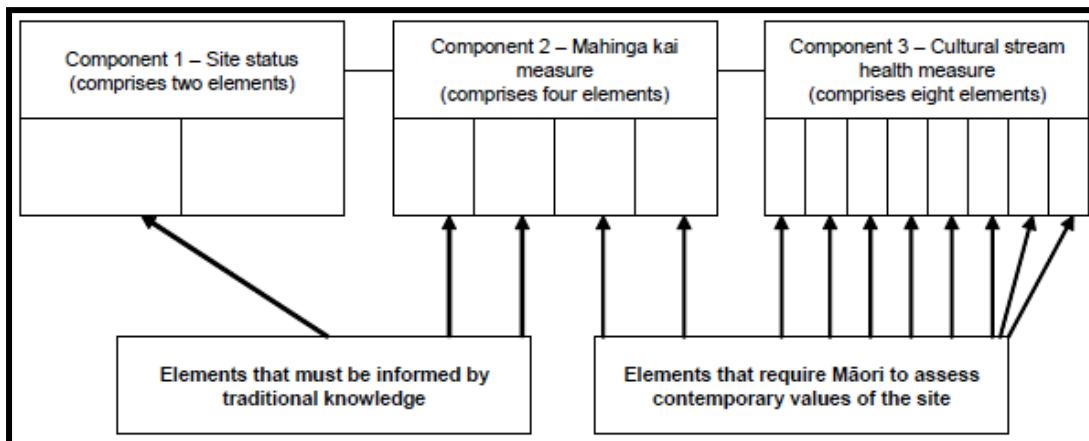 Component 1 – Site status
(comprises two elements)
Component 2 – Mahinga kai
measure
(comprises four elements)
Component 3 – Cultural stream
health measure
(comprises eight elements)
Elements that must be informed by
traditional knowledge
Elements that require Māori to assess
contemporary values of the site